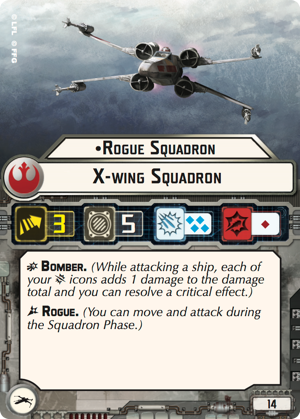 ©LFL ©FFG
•Rogue Squadron
X-wing Squadron
3 5
Bomber. (While attacking a ship, each of
your icons adds 1 damage to the damage
total and you can resolve a critical effect.)
Rogue. (You can move and attack during
the Squadron Phase.)
14